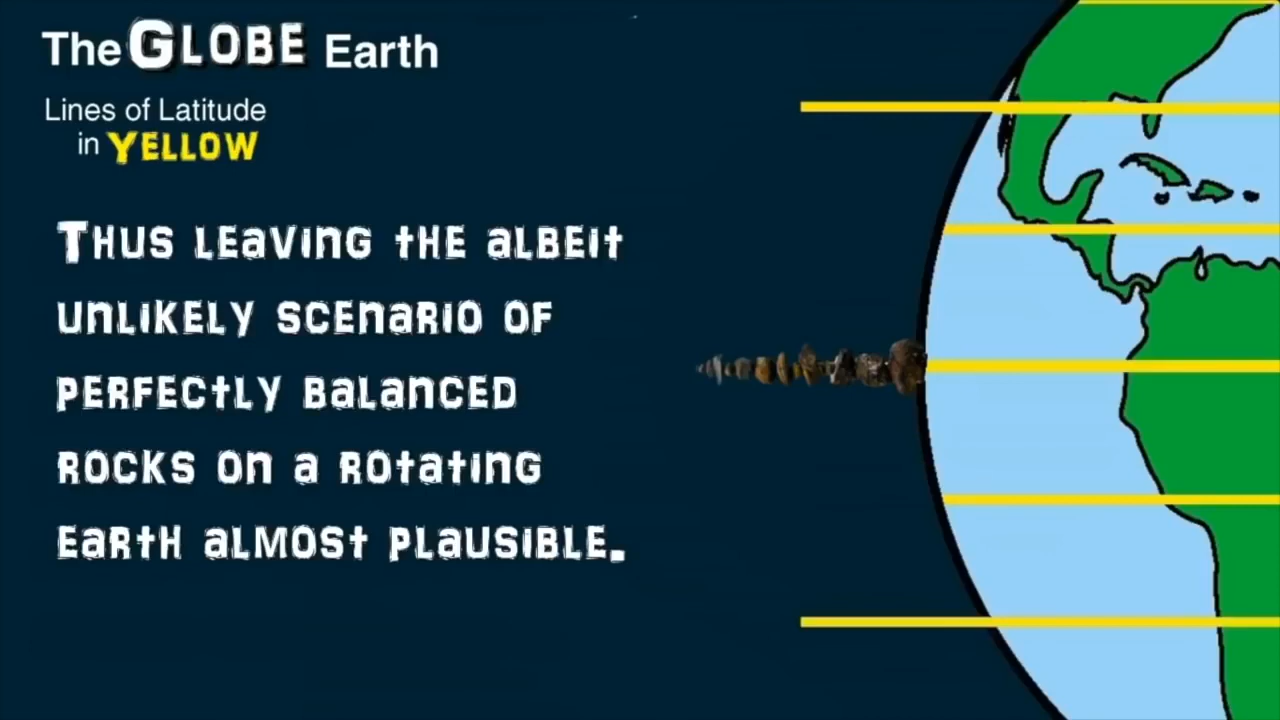 The GLOBE Earth
Lines of Latitude
in YELLOW
THUS LEAVING THE ALBEIT
UNLIKELY SCENARIO OF
PERFECTLY BALANCED
ROCKS ON A ROTATING
EARTH ALMOST PLAUSIBLE.